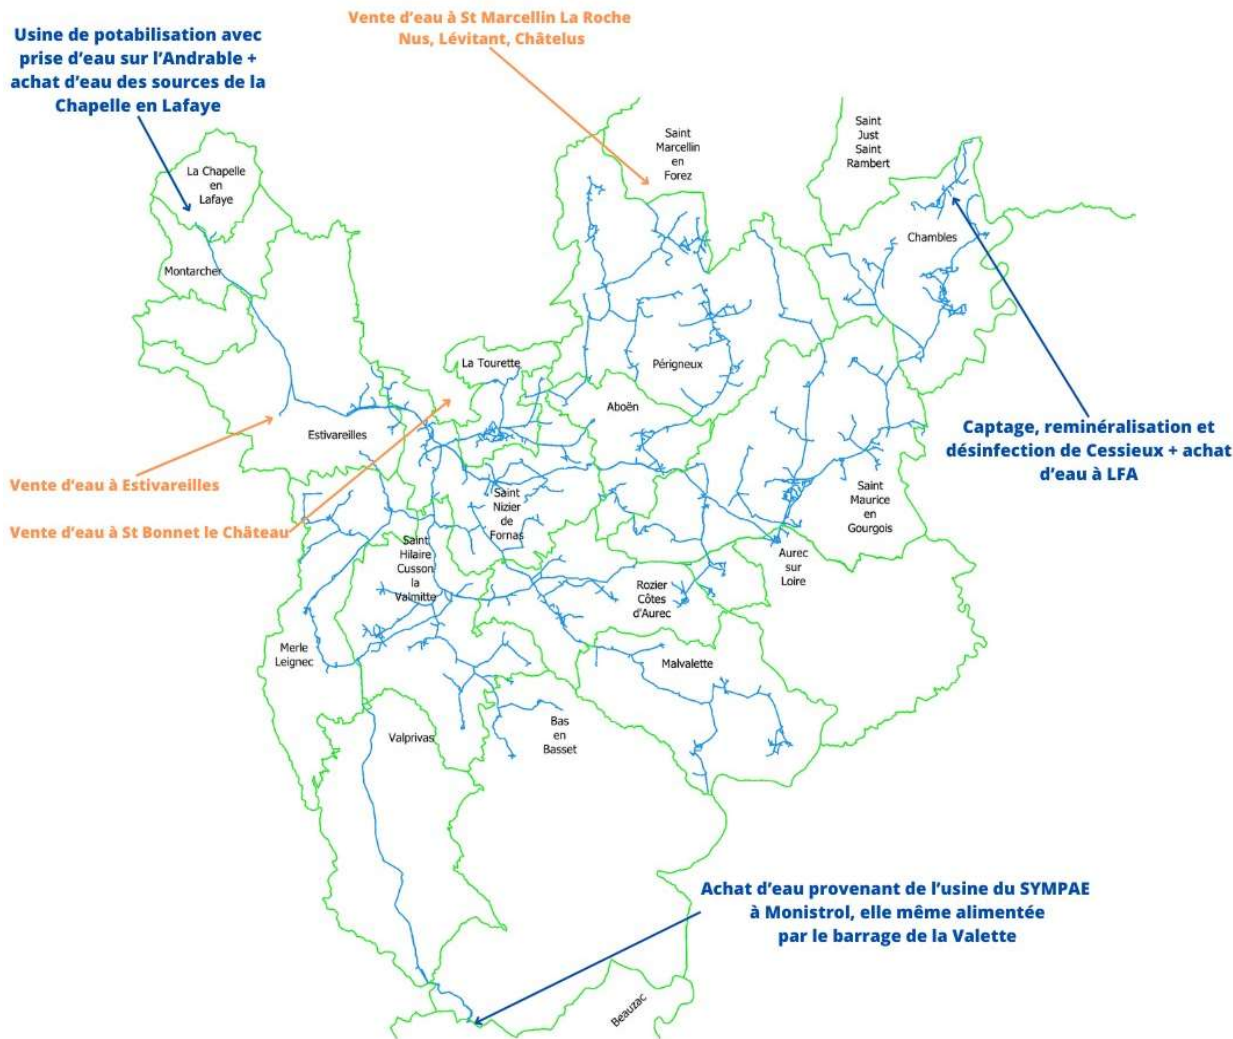 Usine de potabilisation avec
prise d'eau sur l'Andrable +
achat d'eau des sources de la
Chapelle en Lafaye
Vente d'eau à St Marcellin La Roche
Nus, Lévitant, Châtelus
Saint
Marcellin
en
Forez
Saint
Just
Saint
Rambert
La Chapelle
en
Lafaye
Chambles
Montarcher
La Tourette
Périgneux
Aboën
Estivareilles
Captage, reminéralisation et
désinfection de Cessieux + achat
d'eau à LFA
Vente d'eau à Estivareilles
Saint
Nizier
de
Fornas
Saint
Maurice
en
Gourgois
Vente d'eau à St Bonnet le Château
Saint
Hilaire
Cusson
la
Valmitte
Aurec
sur
Loire
Rozier
Côtes
d'Aurec
Merle
Leignec
Malvalette
Bas
en
Basset
Valprivas
Achat d'eau provenant de l'usine du SYMPAE
à Monistrol, elle même alimentée
par le barrage de la Valette
Beauzac